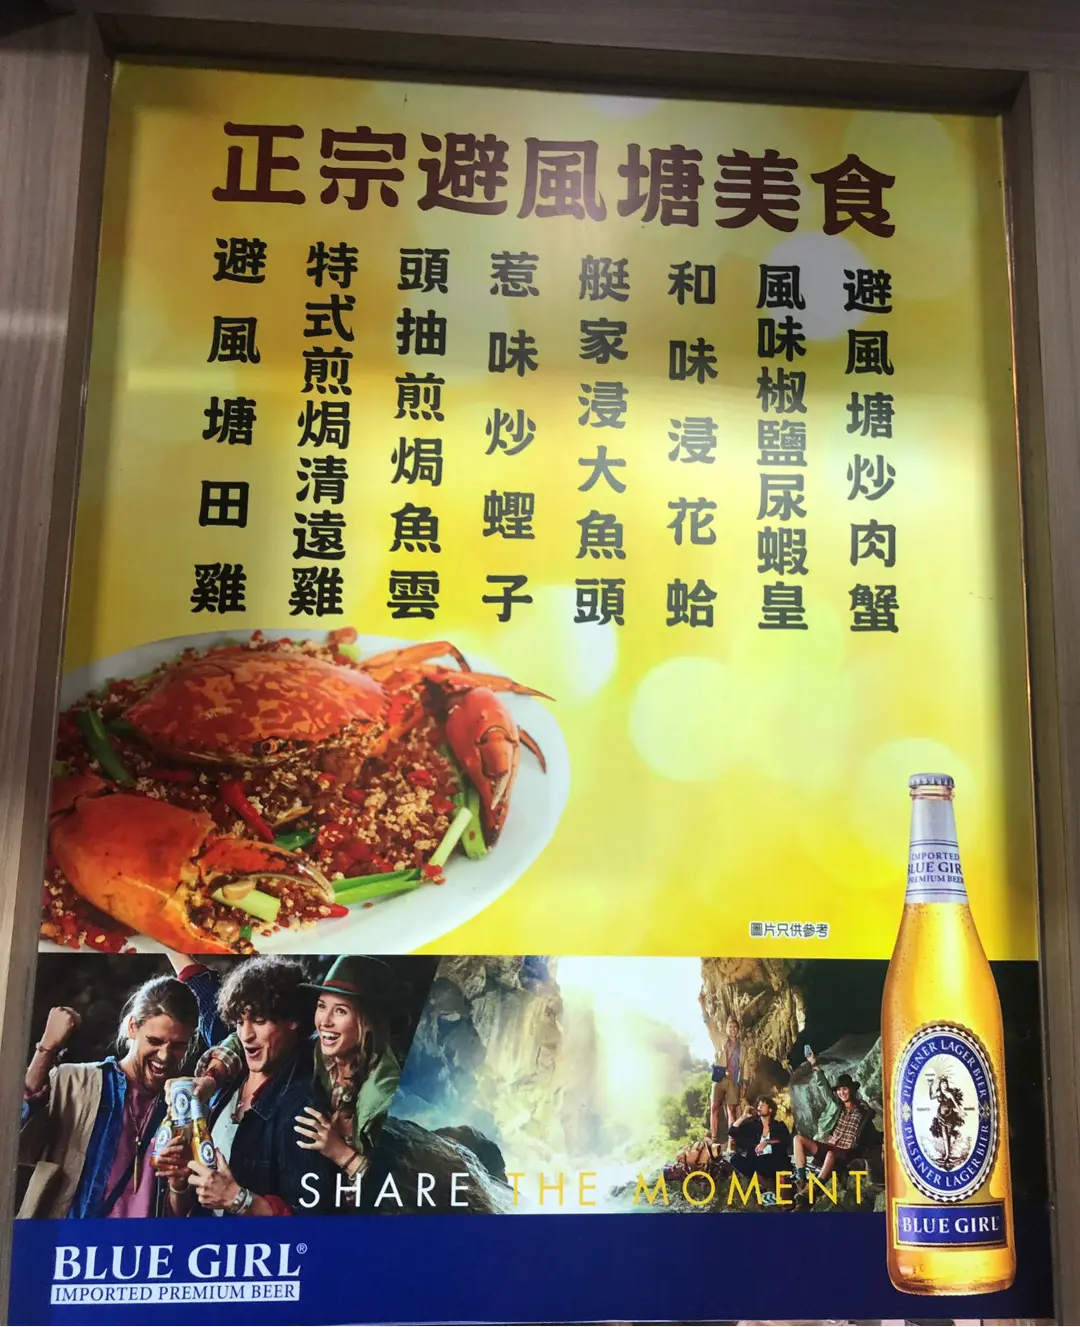 正宗避風塘美食
避風塘炒肉蟹
風味椒鹽尿蝦皇
和味浸花蛤
艇家浸大魚頭
惹味炒蟶子
頭抽煎焗魚雲
特式煎焗清遠雞
避風塘田雞
圖片只供參考
IMPORTED
BLUE GIRL
PREMIUM BEER
PILSENER LAGER BIER
PILSENER LAGER BIER
BLUE GIRL
SHARE THE MOMENT
BLUE GIRL®
IMPORTED PREMIUM BEER